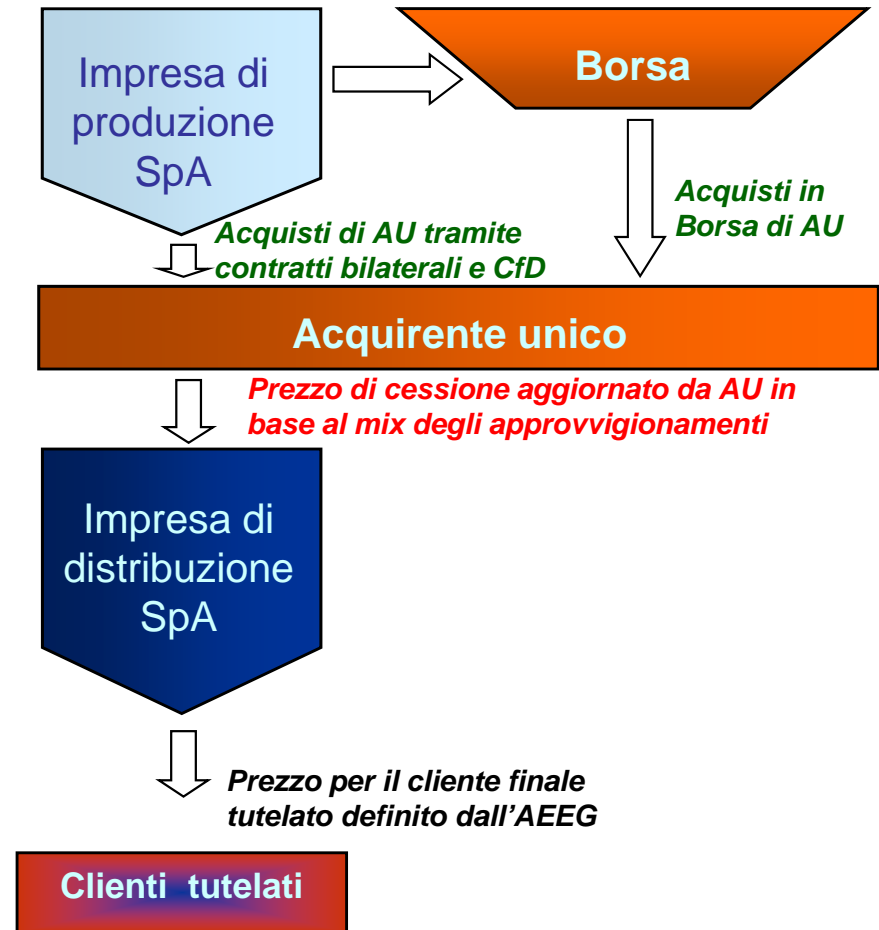 Impresa di
produzione
SpA
Borsa
Acquisti di AU tramite
contratti bilaterali e CfD
Acquisti in
Borsa di AU
Acquirente unico
Prezzo di cessione aggiornato da AU in
base al mix degli approvvigionamenti
Impresa di
distribuzione
SpA
Prezzo per il cliente finale
tutelato definito dall'AEEG
Clienti tutelati